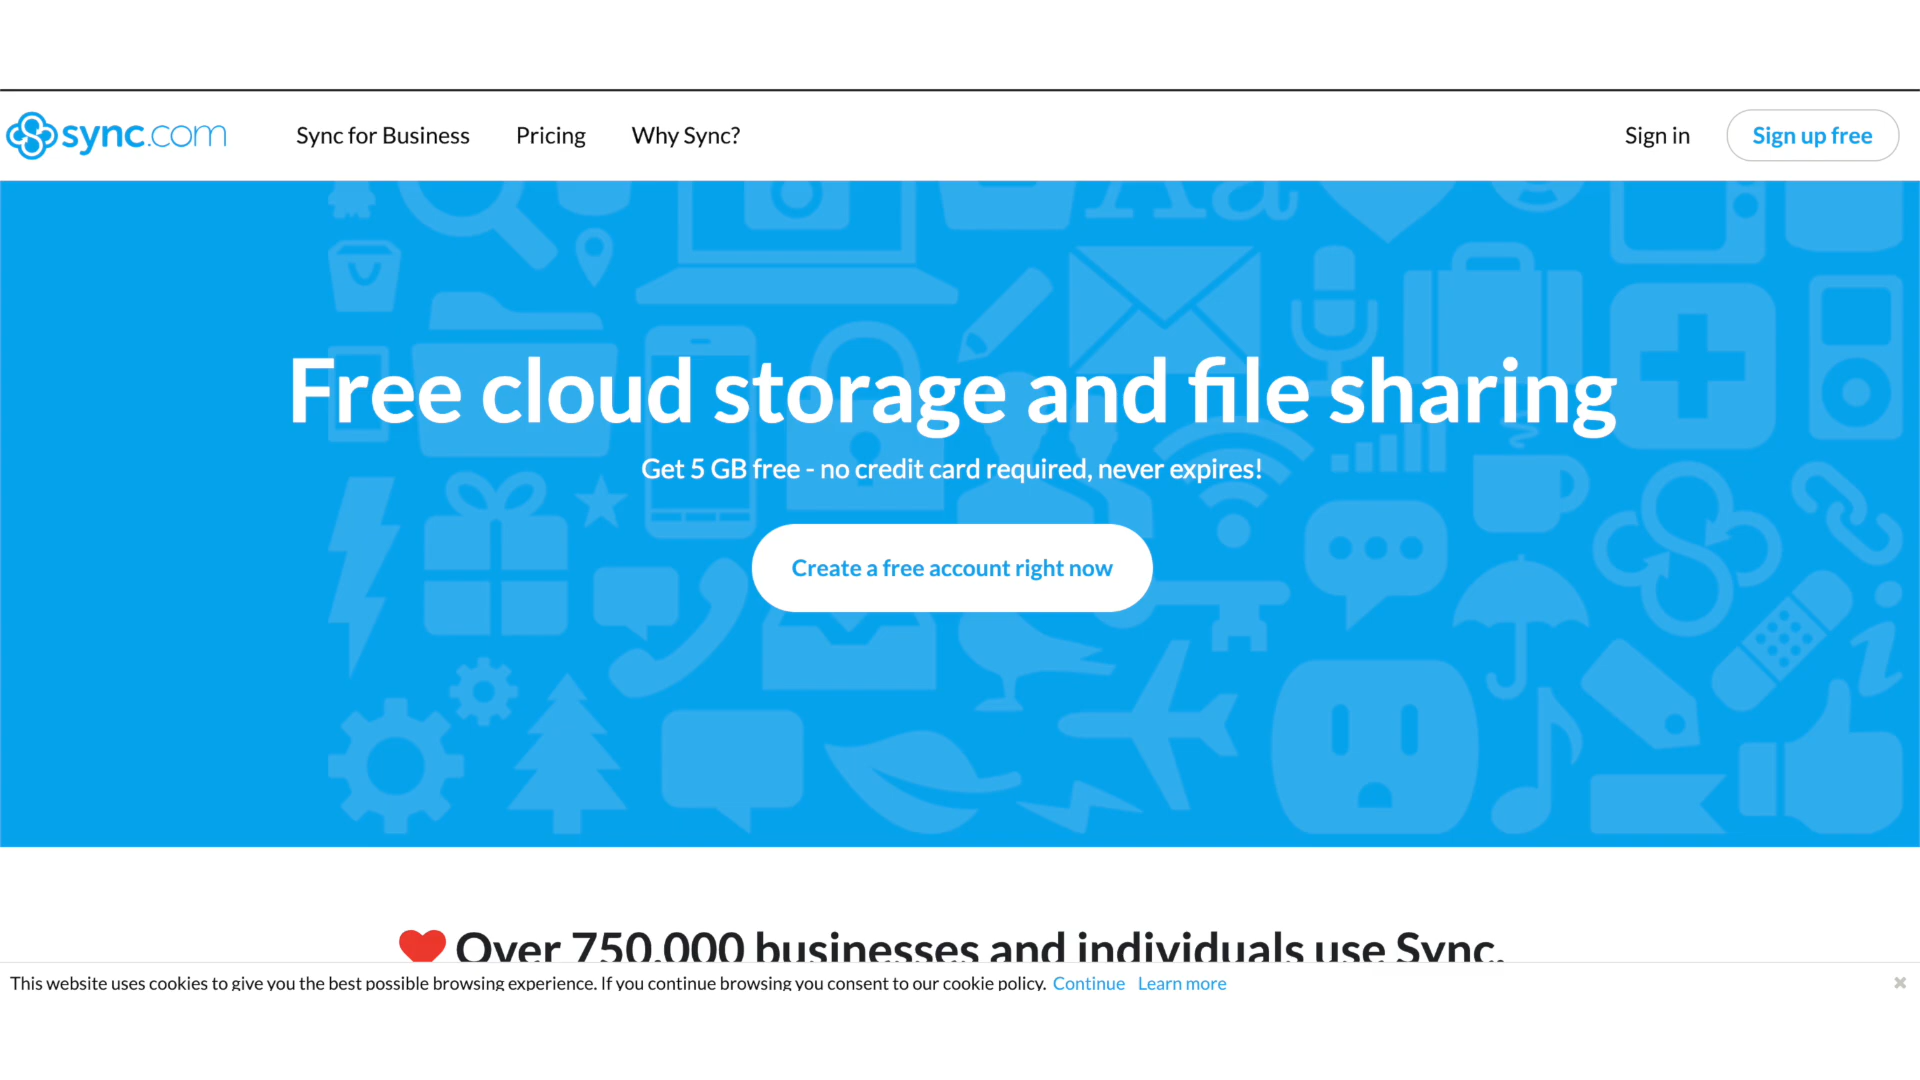 sync.com
Sync for Business
Pricing
Why Sync?
Sign in
Sign up free
Aa
Free cloud storage and file sharing
Get 5 GB free - no credit card required, never expires!
Create a free account right now
Over 750,000 businesses and individuals use Sync.
This website uses cookies to give you the best possible browsing experience. If you continue browsing you consent to our cookie policy. Continue Learn more